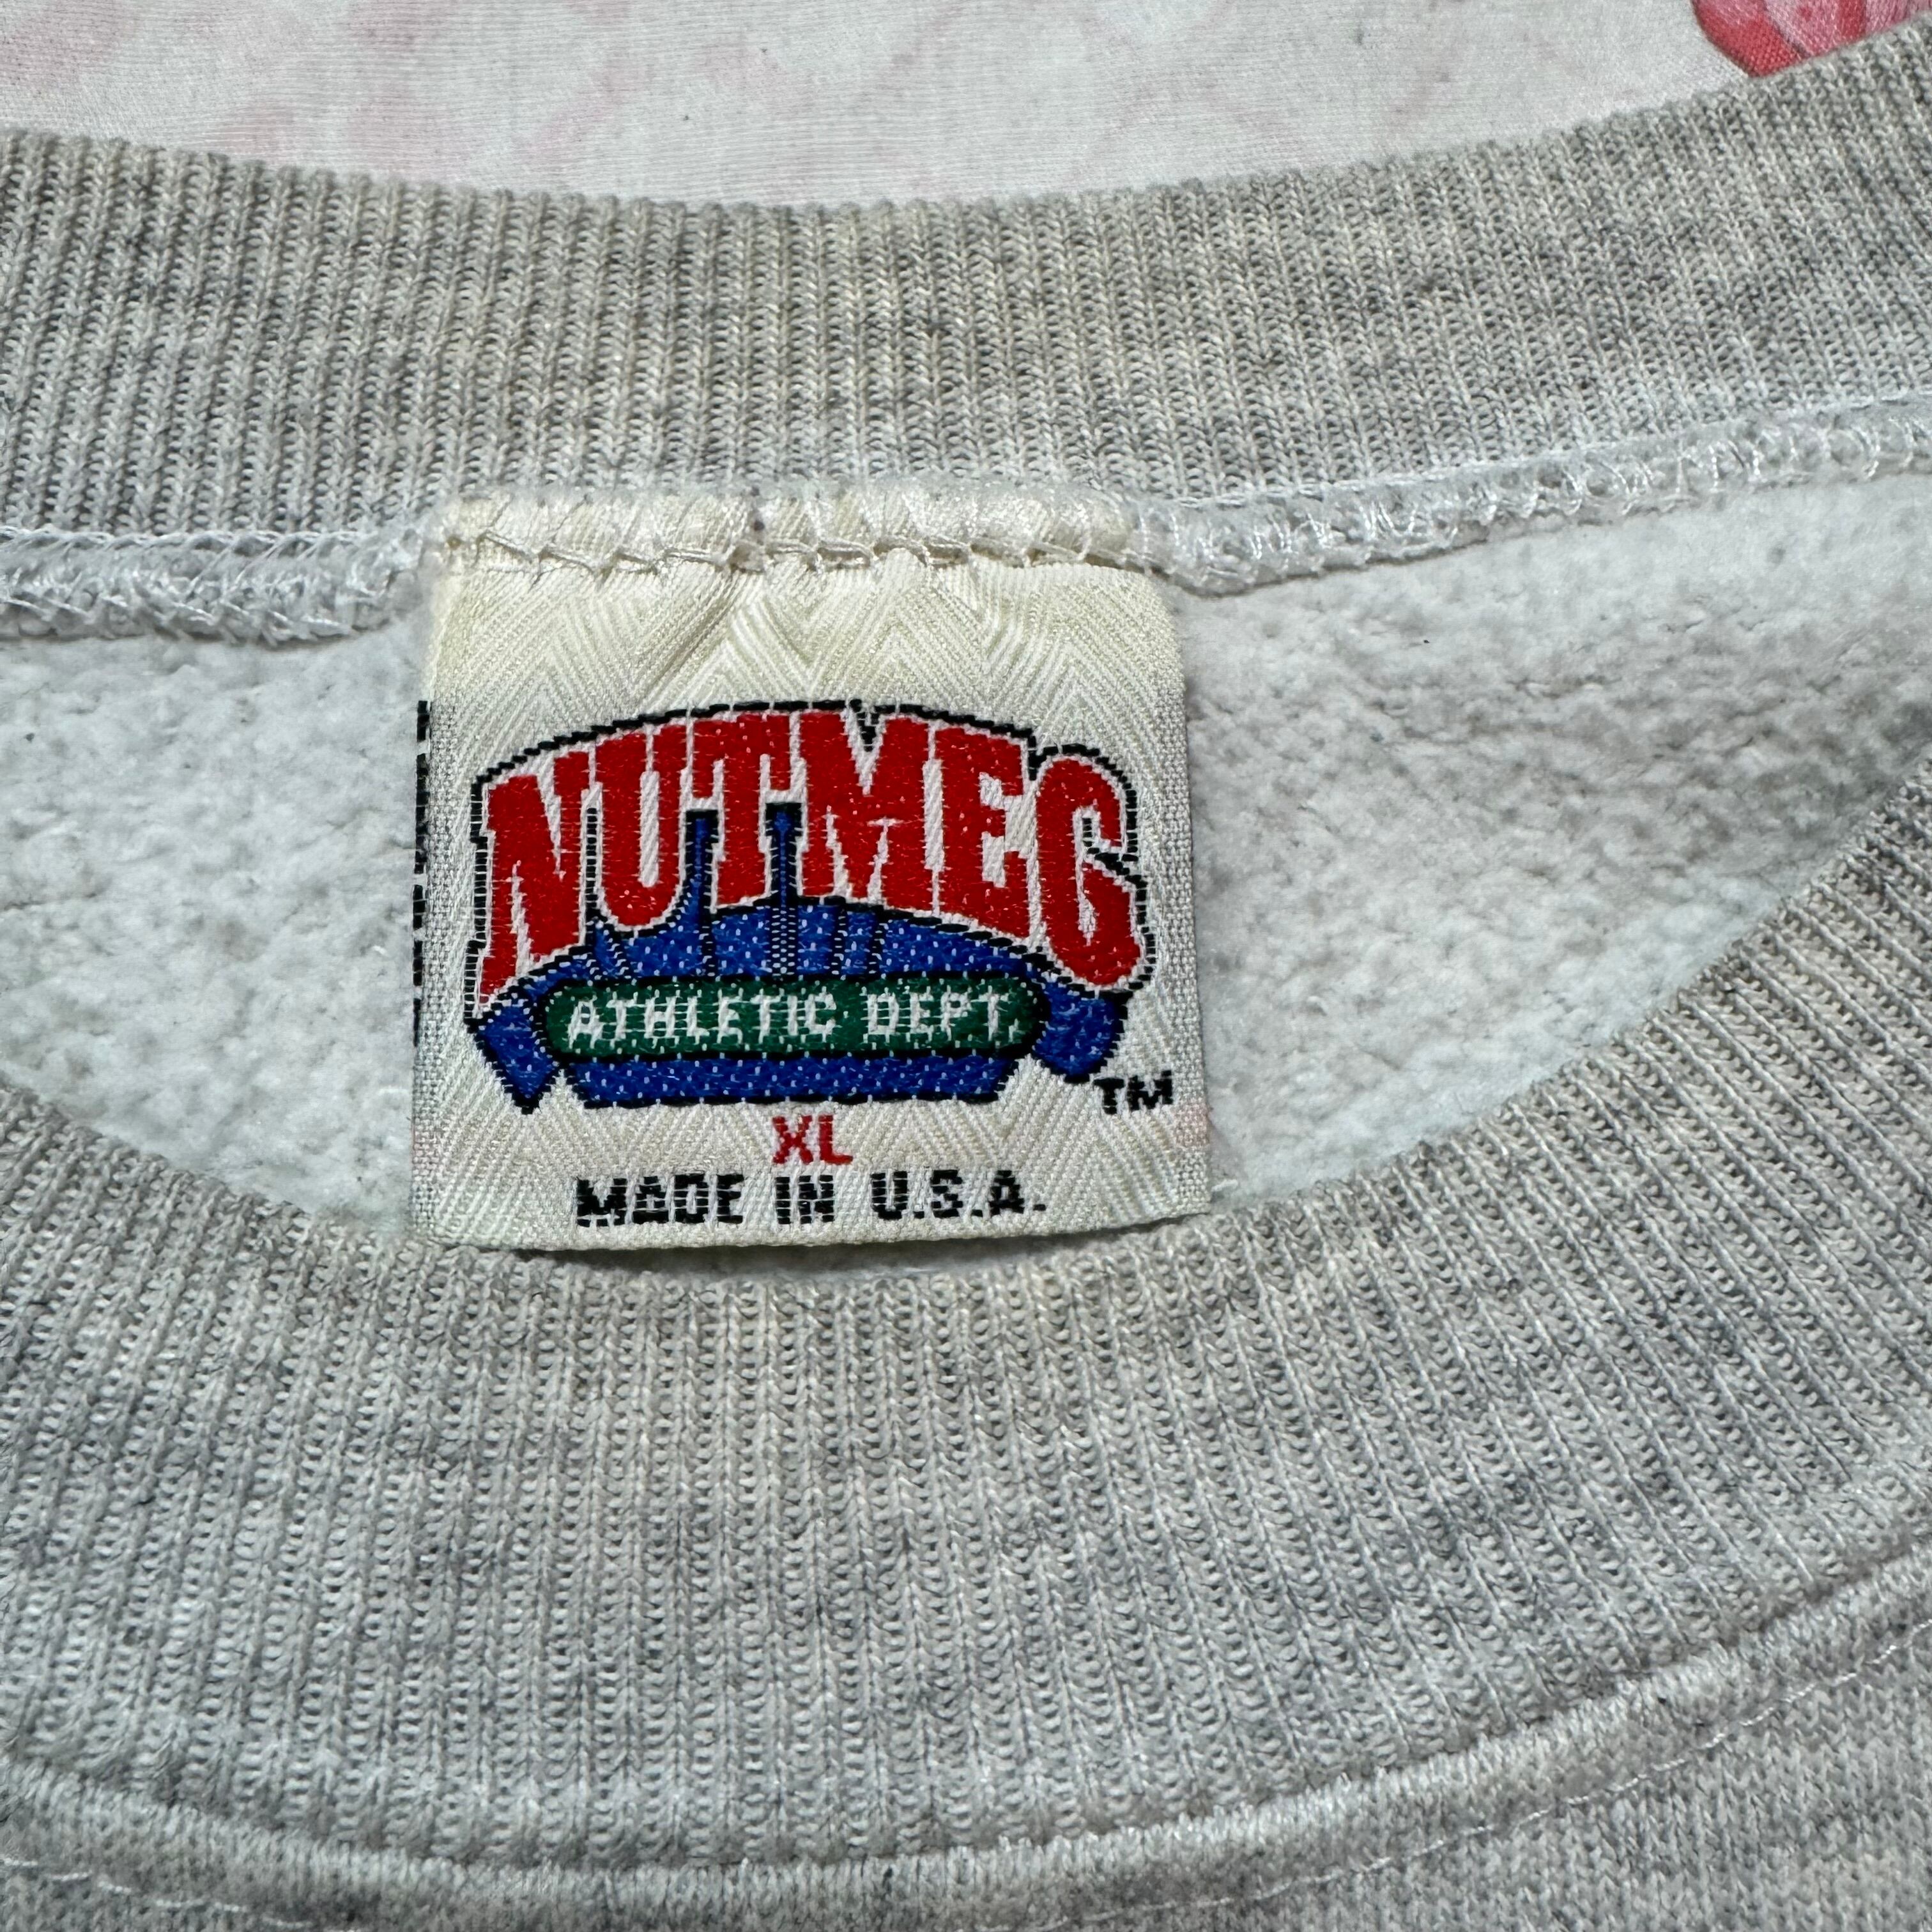 NUTMEG
ATHLETIC DEPT.
TM
XL
MADE IN U.S.A.